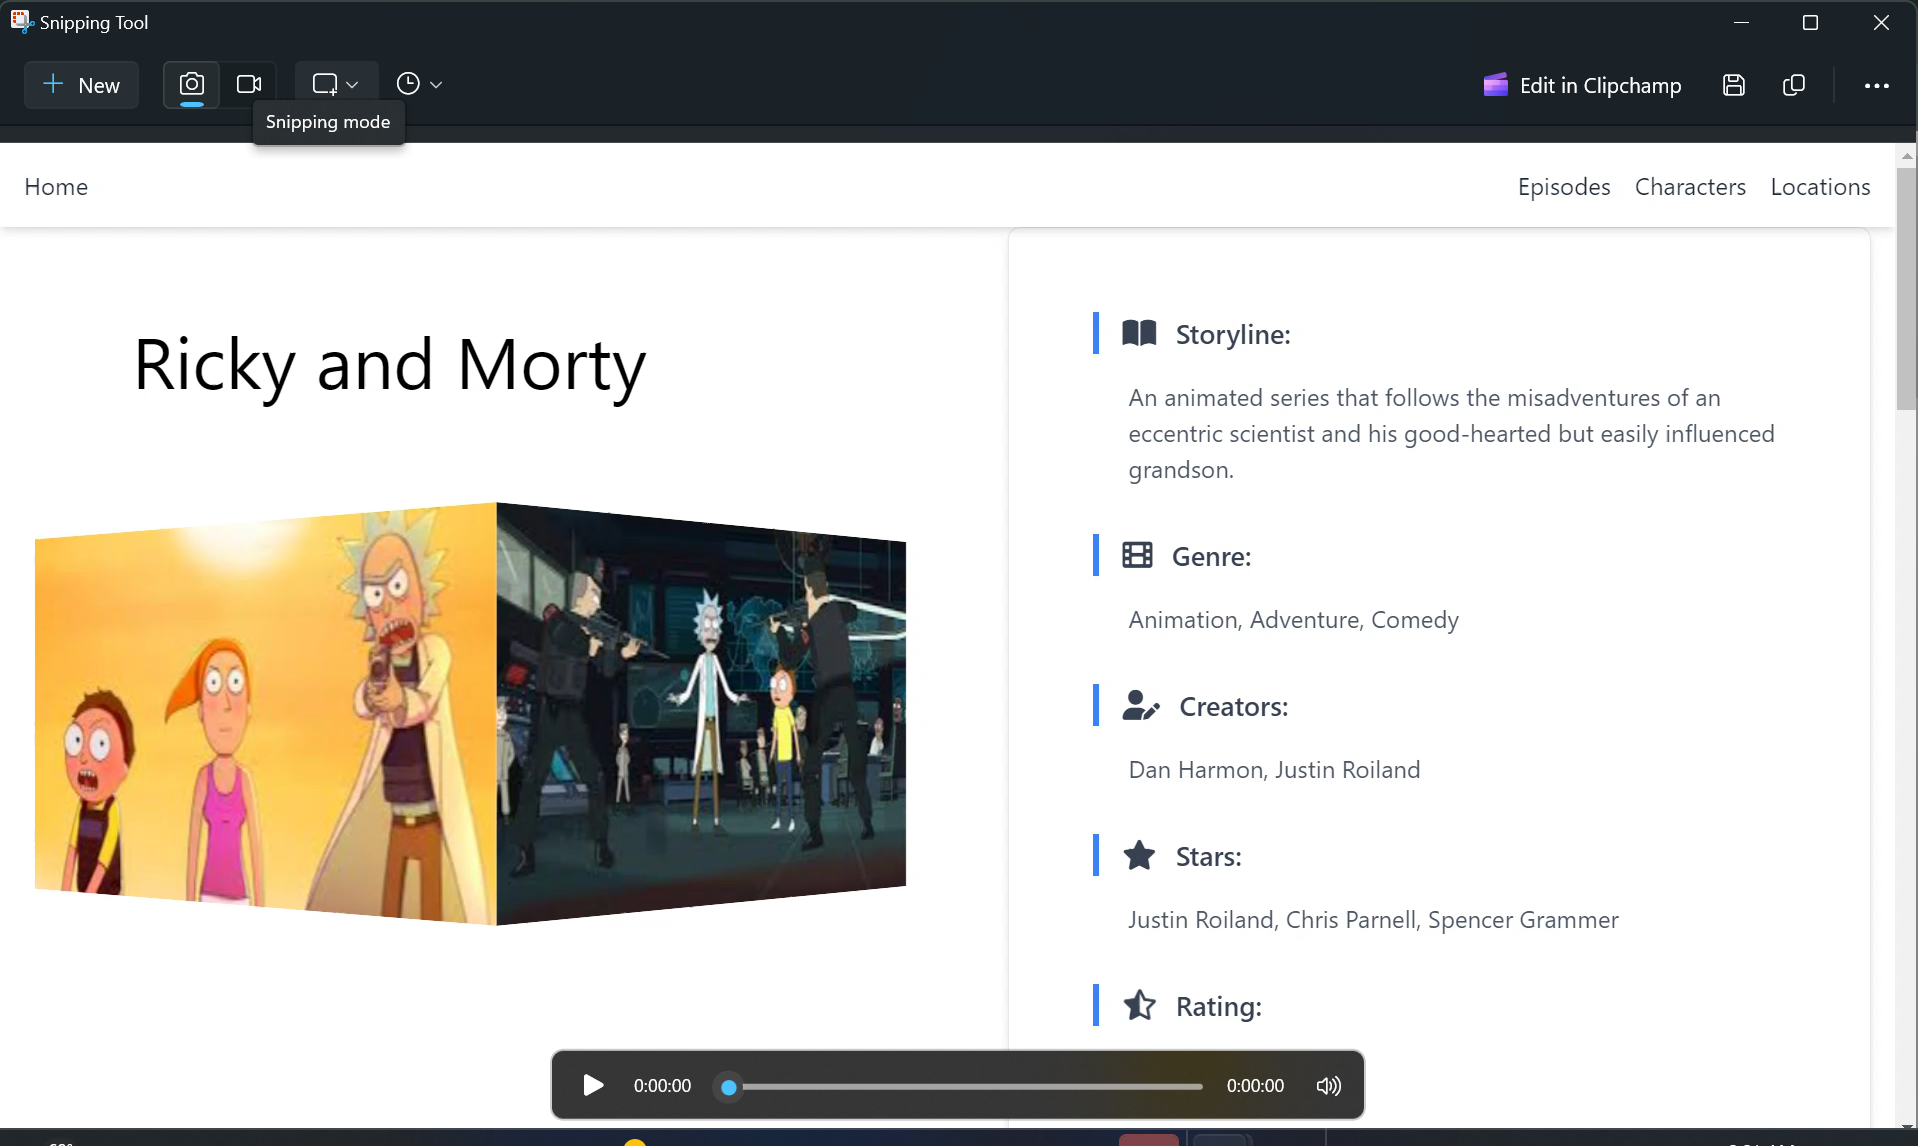 Snipping Tool
New
Edit in Clipchamp
Snipping mode
Home
Episodes
Characters
Locations
Ricky and Morty
Storyline:
An animated series that follows the misadventures of an
eccentric scientist and his good-hearted but easily influenced
grandson.
Genre:
Animation, Adventure, Comedy
Creators:
Dan Harmon, Justin Roiland
Stars:
Justin Roiland, Chris Parnell, Spencer Grammer
Rating:
0:00:00
0:00:00